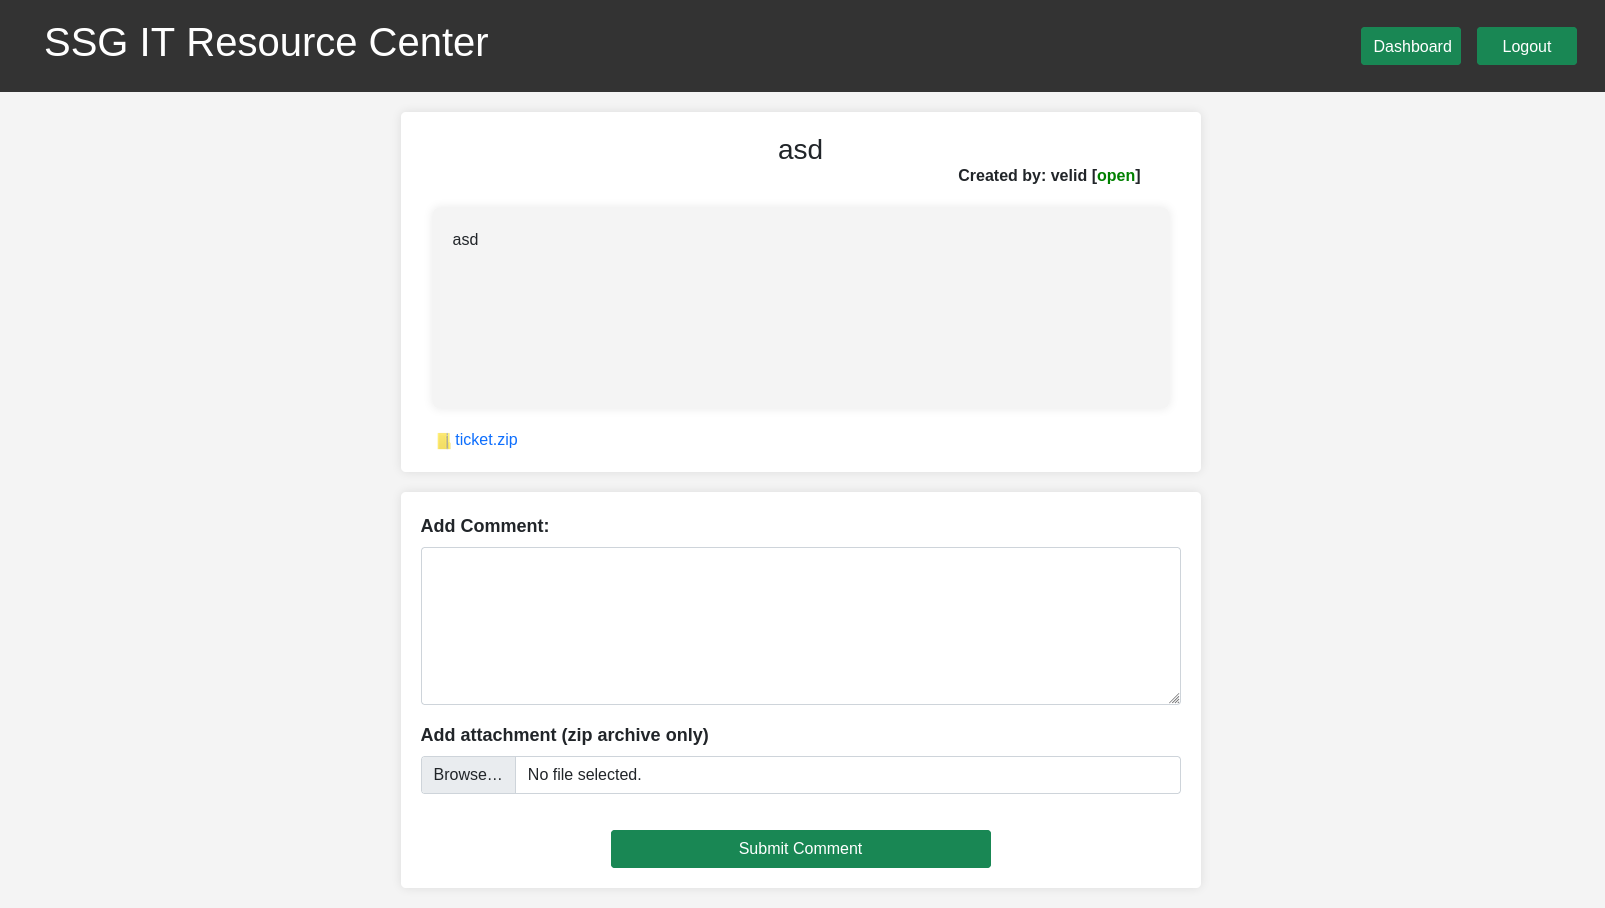 SSG IT Resource Center
Dashboard
Logout
asd
Created by: velid [open]
asd
ticket.zip
Add Comment:
Add attachment (zip archive only)
Browse… No file selected.
Submit Comment